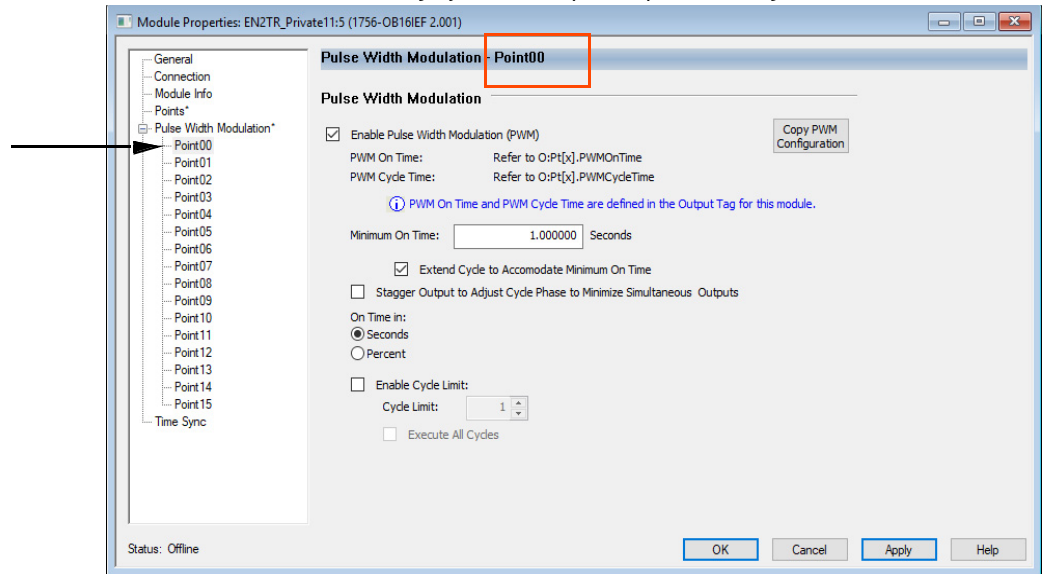 Module Properties: EN2TR_Private11:5 (1756-OB16IEF 2.001)
General
Connection
Module Info
Points*
Pulse Width Modulation*
Point00
Point01
Point02
Point03
Point04
Point05
Point06
Point07
Point08
Point09
Point10
Point11
Point12
Point13
Point14
Point15
Time Sync
Pulse Width Modulation - Point00
Pulse Width Modulation
Enable Pulse Width Modulation (PWM)
Copy PWM
Configuration
PWM On Time: Refer to O:Pt[x].PWMOnTime
PWM Cycle Time: Refer to O:Pt[x].PWMCycleTime
PWM On Time and PWM Cycle Time are defined in the Output Tag for this module.
Minimum On Time: 1.000000 Seconds
Extend Cycle to Accomodate Minimum On Time
Stagger Output to Adjust Cycle Phase to Minimize Simultaneous Outputs
On Time in:
Seconds
Percent
Enable Cycle Limit:
Cycle Limit: 1
Execute All Cycles
Status: Offline
OK Cancel Apply Help